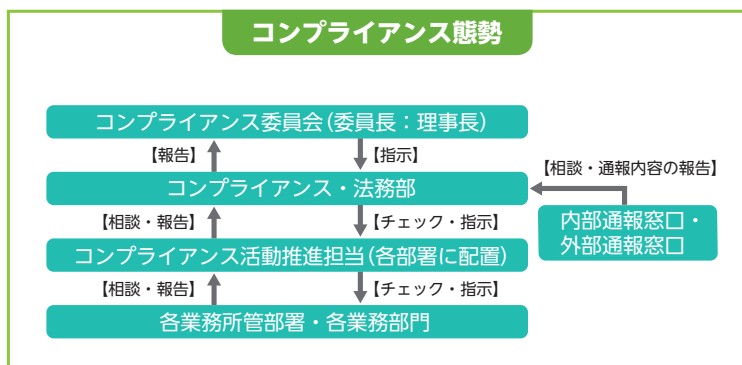 コンプライアンス態勢
コンプライアンス委員会(委員長：理事長)
【報告】
【指示】
【相談・通報内容の報告】
コンプライアンス・法務部
【相談・報告】
【チェック・指示】
内部通報窓口・
外部通報窓口
コンプライアンス活動推進担当(各部署に配置)
【相談・報告】
【チェック・指示】
各業務所管部署・各業務部門